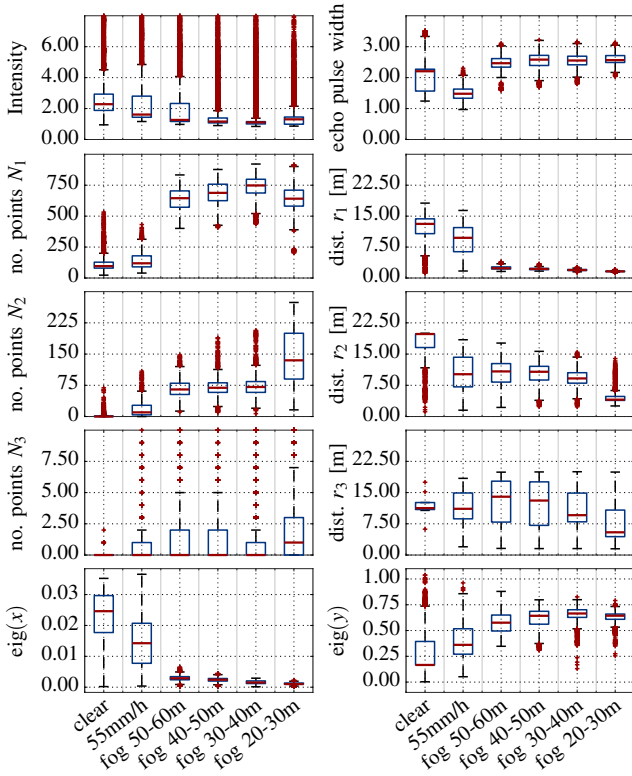 Intensity
8.00
6.00
4.00
2.00
0.00
echo pulse width
3.00
2.00
1.00
0.00
no. points N₁
750
500
250
0
dist. r₁ [m]
22.50
15.00
7.50
0.00
no. points N₂
225
150
75
0
dist. r₂ [m]
22.50
15.00
7.50
0.00
no. points N₃
7.50
5.00
2.50
0.00
dist. r₃ [m]
22.50
15.00
7.50
0.00
eig(x)
0.03
0.02
0.01
0.00
eig(y)
1.00
0.75
0.50
0.25
0.00
clear
55mm/h
fog 50-60m
fog 40-50m
fog 30-40m
fog 20-30m
clear
55mm/h
fog 50-60m
fog 40-50m
fog 30-40m
fog 20-30m